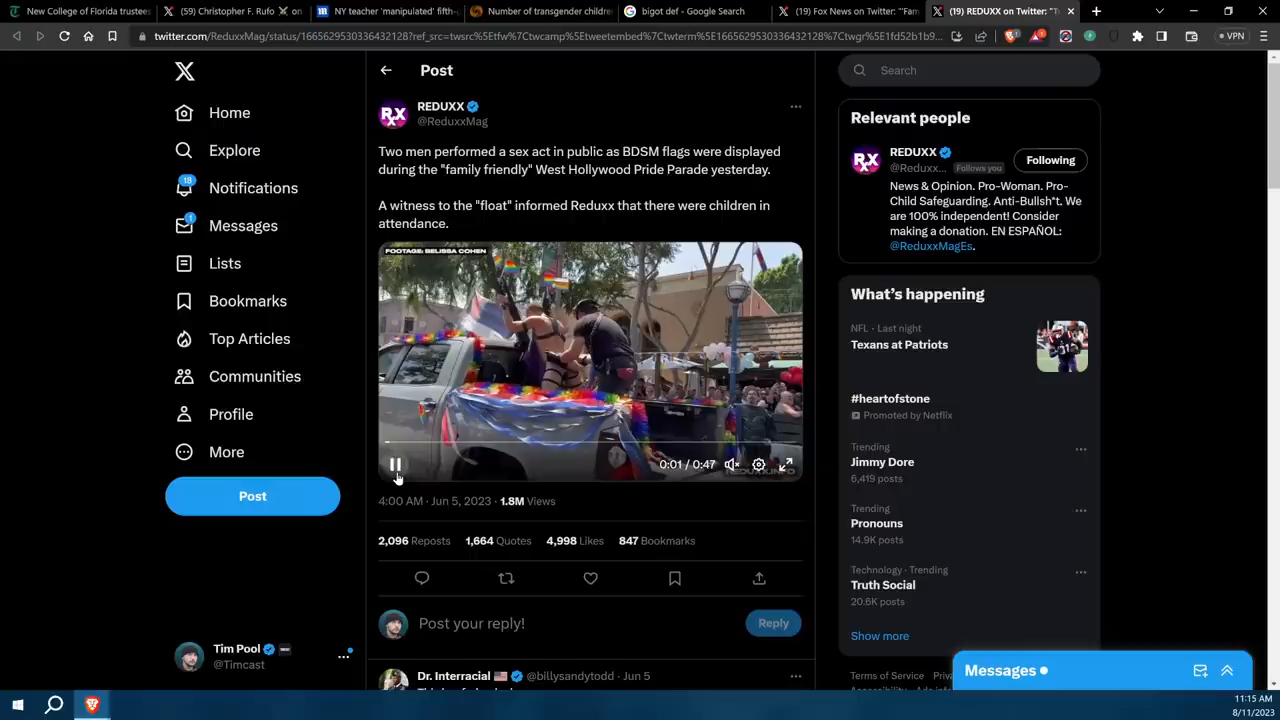 New College of Florida trustees
(59) Christopher F. Rufo ⚔ on
NY teacher 'manipulated' fifth-
Number of transgender childre
bigot def - Google Search
(19) Fox News on Twitter: "'Fam
(19) REDUXX on Twitter: "T
twitter.com/ReduxxMag/status/1665629530336432128?ref_src=twsrc%5Etfw%7Ctwcamp%5Etweetembed%7Ctwterm%5E1665629530336432128%7Ctwgr%5E1fd52b1b9...
VPN
Home
Explore
18
Notifications
1
Messages
Lists
Bookmarks
Top Articles
Communities
Profile
More
Post
Tim Pool
@Timcast
Post
RXX
REDUXX
@ReduxxMag
Two men performed a sex act in public as BDSM flags were displayed
during the "family friendly" West Hollywood Pride Parade yesterday.
A witness to the "float" informed Reduxx that there were children in
attendance.
FOOTAGE: BELISSA COHEN
0:01 / 0:47
4:00 AM · Jun 5, 2023 · 1.8M Views
2,096 Reposts 1,664 Quotes 4,998 Likes 847 Bookmarks
Post your reply!
Reply
Dr. Interracial @billysandytodd · Jun 5
Search
Relevant people
RXX
REDUXX
@Reduxx... Follows you
Following
News & Opinion. Pro-Woman. Pro-
Child Safeguarding. Anti-Bullsh*t. We
are 100% independent! Consider
making a donation. EN ESPAÑOL:
@ReduxxMagEs.
What's happening
NFL · Last night
Texans at Patriots
#heartofstone
Promoted by Netflix
Trending
Jimmy Dore
6,419 posts
Trending
Pronouns
14.9K posts
Technology · Trending
Truth Social
20.6K posts
Show more
Terms of Service
Messages
11:15 AM
8/11/2023